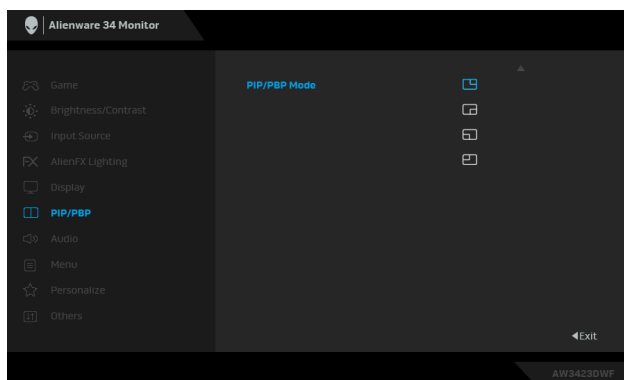 Alienware 34 Monitor
Game
PIP/PBP Mode
Brightness/Contrast
Input Source
AlienFX Lighting
Display
PIP/PBP
Audio
Menu
Personalize
Others
Exit
AW3423DWF